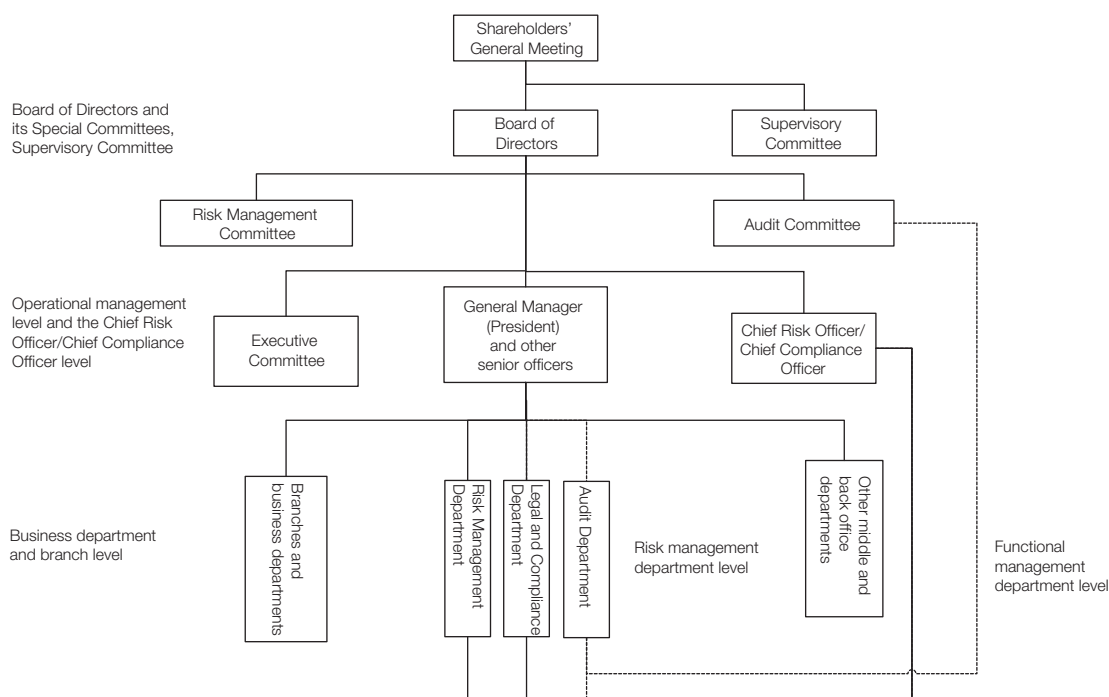 Shareholders'
General Meeting
Board of Directors and
its Special Committees,
Supervisory Committee
Board of
Directors
Supervisory
Committee
Risk Management
Committee
Audit Committee
Operational management
level and the Chief Risk
Officer/Chief Compliance
Officer level
Executive
Committee
General Manager
(President)
and other
senior officers
Chief Risk Officer/
Chief Compliance
Officer
Business department
and branch level
Branches and
business departments
Risk Management
Department
Legal and Compliance
Department
Audit Department
Risk management
department level
Other middle and
back office
departments
Functional
management
department level